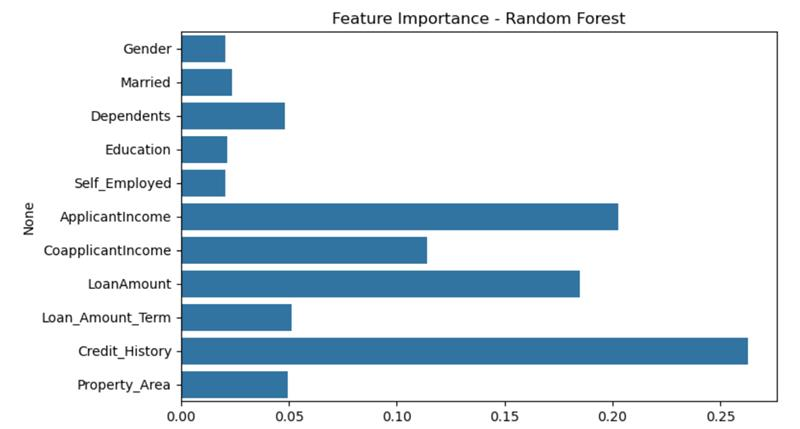 Feature Importance - Random Forest
Gender
Married
Dependents
Education
Self_Employed
ApplicantIncome
CoapplicantIncome
LoanAmount
Loan_Amount_Term
Credit_History
Property_Area
None
0.00 0.05 0.10 0.15 0.20 0.25